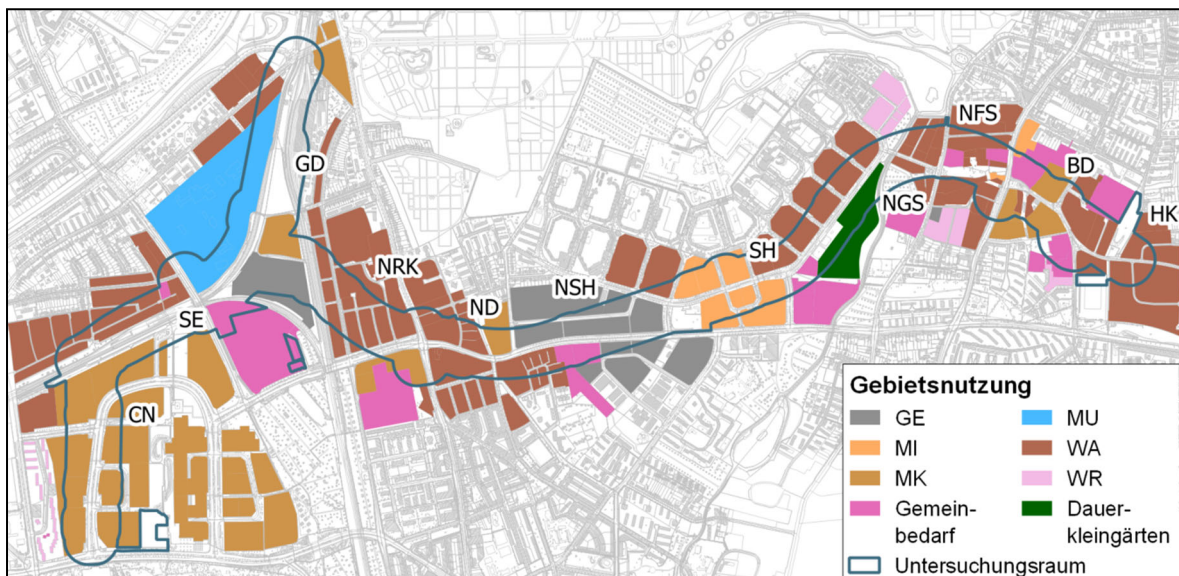 NFS
GD
BD
NGS
HK
NRK
SH
NSH
ND
SE
CN
Gebietsnutzung
GE
MU
MI
WA
MK
WR
Gemein-
bedarf
Dauer-
kleingärten
Untersuchungsraum